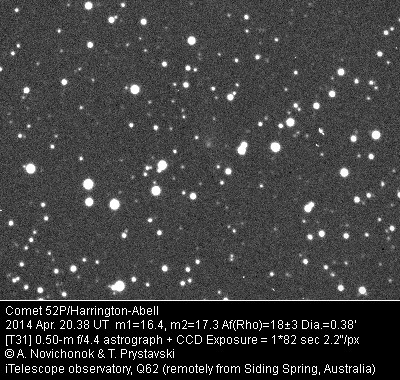 Comet 52P/Harrington-Abell
2014 Apr. 20.38 UT m1=16.4, m2=17.3 Af(Rho)=18±3 Dia.=0.38'
[T31] 0.50-m f/4.4 astrograph + CCD Exposure = 1*82 sec 2.2"/px
© A. Novichonok & T. Prystavski
iTelescope observatory, Q62 (remotely from Siding Spring, Australia)